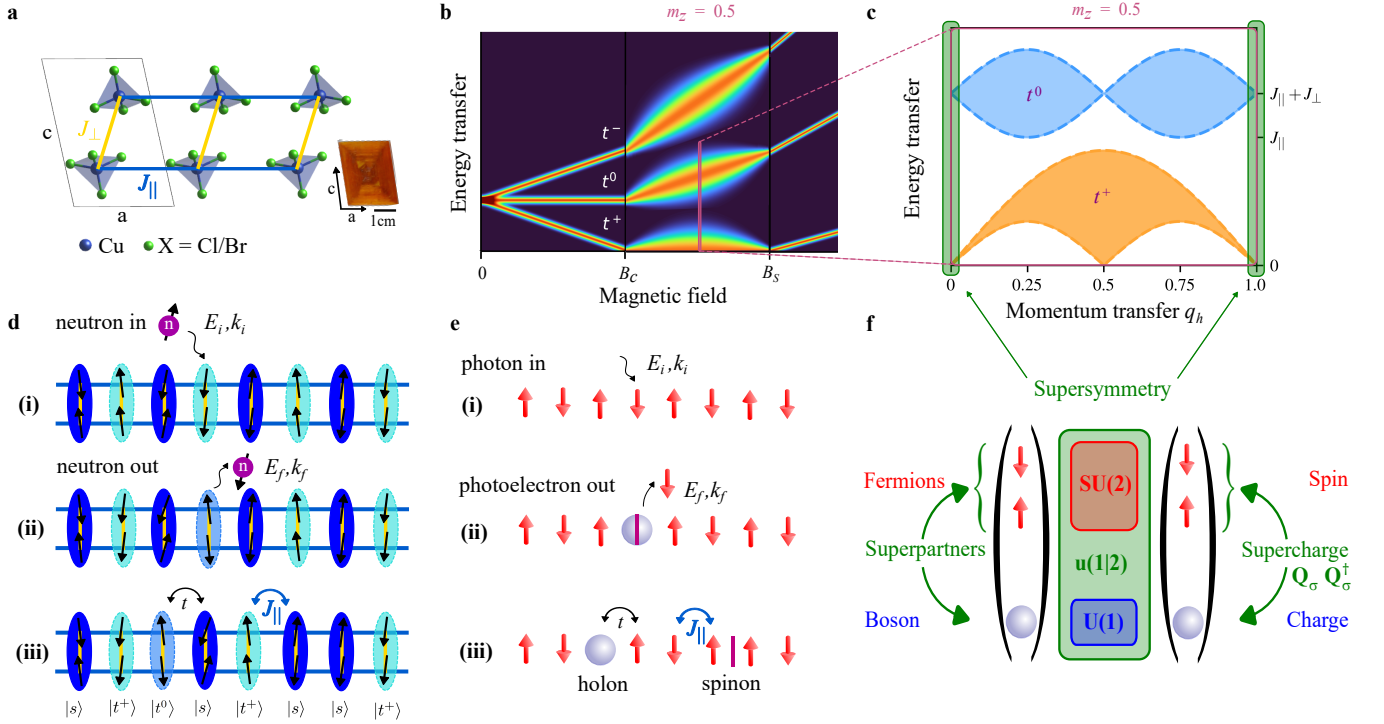 a
c
J⊥
J∥
a
c
a
1cm
Cu
X = Cl/Br
b
m_z = 0.5
Energy transfer
t⁻
t⁰
t⁺
0
B_C
B_S
Magnetic field
c
m_z = 0.5
Energy transfer
t⁰
t⁺
J∥ + J⊥
J∥
0
0
0.25
0.5
0.75
1.0
Momentum transfer q_h
d
neutron in
n
E_i,k_i
(i)
neutron out
n
E_f,k_f
(ii)
t
J∥
(iii)
|s⟩ |t⁺⟩ |t⁰⟩ |s⟩ |t⁺⟩ |s⟩ |s⟩ |t⁺⟩
e
photon in
E_i,k_i
(i)
photoelectron out
E_f,k_f
(ii)
t
J∥
(iii)
holon
spinon
f
Supersymmetry
Fermions
SU(2)
Spin
Superpartners
u(1|2)
Supercharge
Q_σ Q_σ^†
Boson
U(1)
Charge